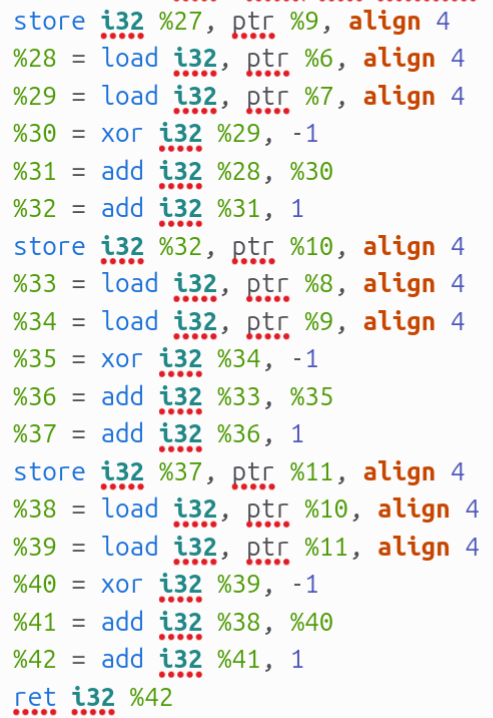 store i32 %27, ptr %9, align 4
%28 = load i32, ptr %6, align 4
%29 = load i32, ptr %7, align 4
%30 = xor i32 %29, -1
%31 = add i32 %28, %30
%32 = add i32 %31, 1
store i32 %32, ptr %10, align 4
%33 = load i32, ptr %8, align 4
%34 = load i32, ptr %9, align 4
%35 = xor i32 %34, -1
%36 = add i32 %33, %35
%37 = add i32 %36, 1
store i32 %37, ptr %11, align 4
%38 = load i32, ptr %10, align 4
%39 = load i32, ptr %11, align 4
%40 = xor i32 %39, -1
%41 = add i32 %38, %40
%42 = add i32 %41, 1
ret i32 %42